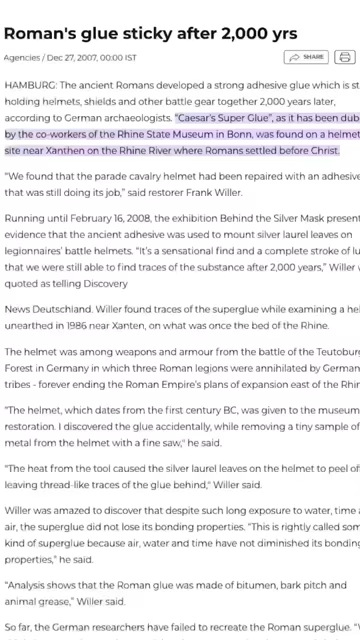 Roman's glue sticky after 2,000 yrs
Agencies / Dec 27, 2007, 00:00 IST
SHARE
HAMBURG: The ancient Romans developed a strong adhesive glue which is st
holding helmets, shields and other battle gear together 2,000 years later,
according to German archaeologists. “Caesar’s Super Glue”, as it has been dub
by the co-workers of the Rhine State Museum in Bonn, was found on a helmet
site near Xanthen on the Rhine River where Romans settled before Christ.
“We found that the parade cavalry helmet had been repaired with an adhesive
that was still doing its job,” said restorer Frank Willer.
Running until February 16, 2008, the exhibition Behind the Silver Mask present
evidence that the ancient adhesive was used to mount silver laurel leaves on
legionnaires’ battle helmets. “It’s a sensational find and a complete stroke of lu
that we were still able to find traces of the substance after 2,000 years,” Willer
quoted as telling Discovery
News Deutschland. Willer found traces of the superglue while examining a he
unearthed in 1986 near Xanten, on what was once the bed of the Rhine.
The helmet was among weapons and armour from the battle of the Teutoburg
Forest in Germany in which three Roman legions were annihilated by German
tribes - forever ending the Roman Empire’s plans of expansion east of the Rhin
"The helmet, which dates from the first century BC, was given to the museum
restoration. I discovered the glue accidentally, while removing a tiny sample of
metal from the helmet with a fine saw," he said.
"The heat from the tool caused the silver laurel leaves on the helmet to peel of
leaving thread-like traces of the glue behind," Willer said.
Willer was amazed to discover that despite such long exposure to water, time a
air, the superglue did not lose its bonding properties. “This is rightly called som
kind of superglue because air, water and time have not diminished its bonding
properties,” he said.
“Analysis shows that the Roman glue was made of bitumen, bark pitch and
animal grease,” Willer said.
So far, the German researchers have failed to recreate the Roman superglue. “